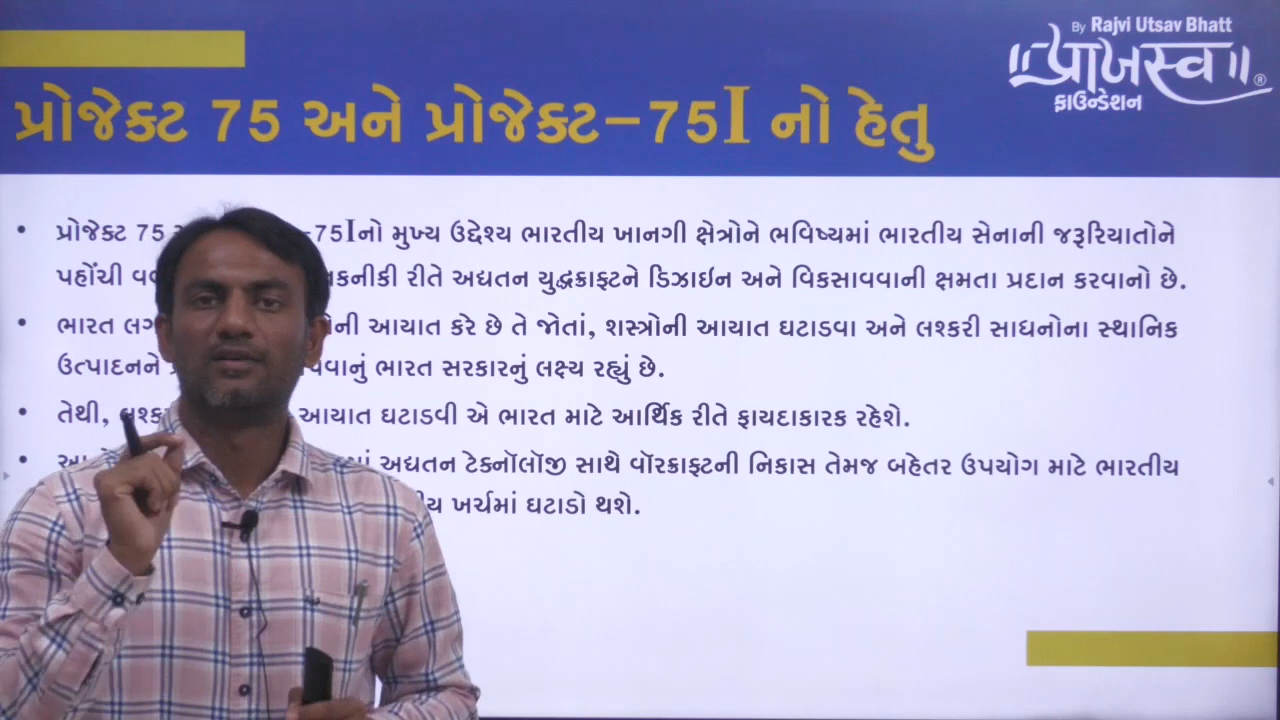 By Rajvi Utsav Bhatt
પ્રાખસ્વ
ફાઉન્ડેશન
પ્રોજેક્ટ 75 અને પ્રોજેક્ટ-75I નો હેતુ
• પ્રોજેક્ટ 75 -75Iનો મુખ્ય ઉદ્દેશ્ય ભારતીય ખાનગી ક્ષેત્રોને ભવિષ્યમાં ભારતીય સેનાની જરૂરિયાતોને
પહોંચી રીતે અદ્યતન યુદ્ધક્રાફ્ટને ડિઝાઇન અને વિકસાવવાની ક્ષમતા પ્રદાન કરવાનો છે.
• ભારત આયાત કરે છે તે જોતાં, શસ્ત્રોની આયાત ઘટાડવા અને લશ્કરી સાધનોના સ્થાનિક
ઉત્પાદનને ભારત સરકારનું લક્ષ્ય રહ્યું છે.
• તેથી, આયાત ઘટાડવી એ ભારત માટે આર્થિક રીતે ફાયદાકારક રહેશે.
• અદ્યતન ટેક્નૉલૉજી સાથે વૉરક્રાફ્ટની નિકાસ તેમજ બહેતર ઉપયોગ માટે ભારતીય
ખર્ચમાં ઘટાડો થશે.